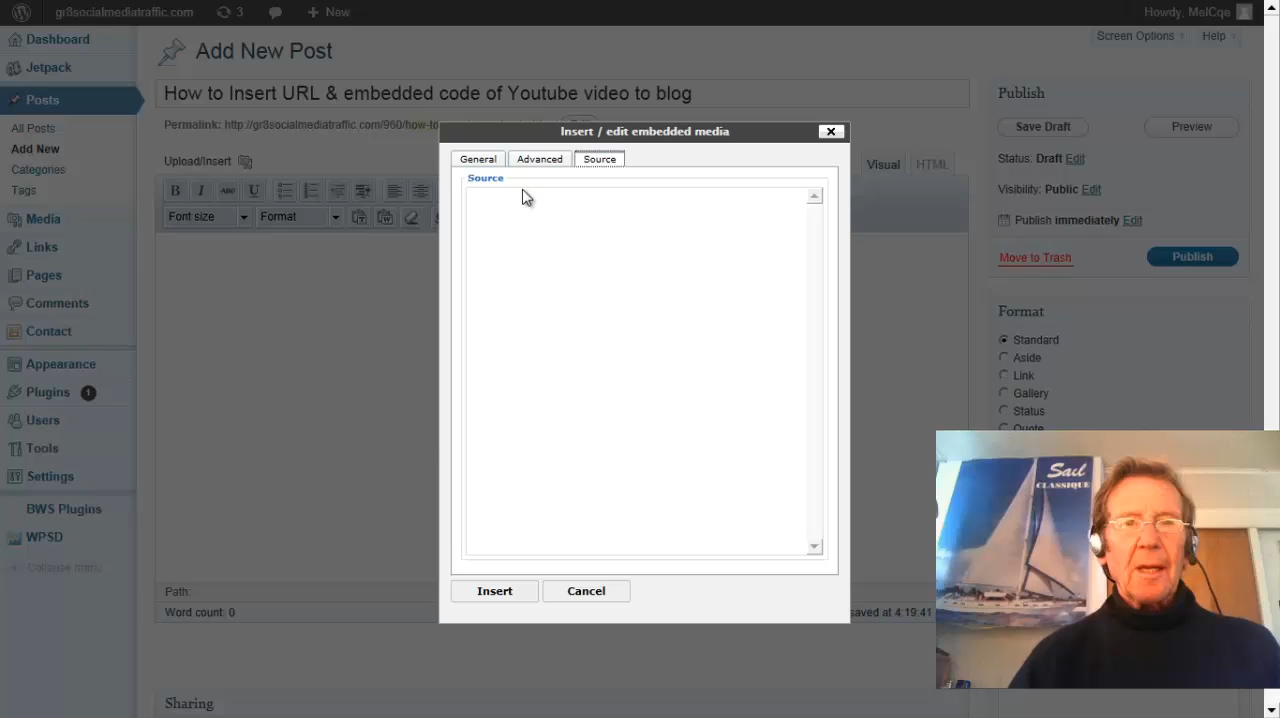 gr8socialmediatraffic.com
3
New
Howdy, MelCqe
Dashboard
Jetpack
Posts
All Posts
Add New
Categories
Tags
Media
Links
Pages
Comments
Contact
Appearance
Plugins 1
Users
Tools
Settings
BWS Plugins
WPSD
Collapse menu
Add New Post
Screen Options
Help
How to Insert URL & embedded code of Youtube video to blog
Permalink: http://gr8socialmediatraffic.com/960/how-to
Upload/Insert
Visual
HTML
B I ABC U
Font size
Format
Path:
Word count: 0
saved at 4:19:41
Sharing
Insert / edit embedded media
General
Advanced
Source
Source
Insert
Cancel
Publish
Save Draft
Preview
Status: Draft Edit
Visibility: Public Edit
Publish immediately Edit
Move to Trash
Publish
Format
Standard
Aside
Link
Gallery
Status
Quote
Sail
CLASSIQUE